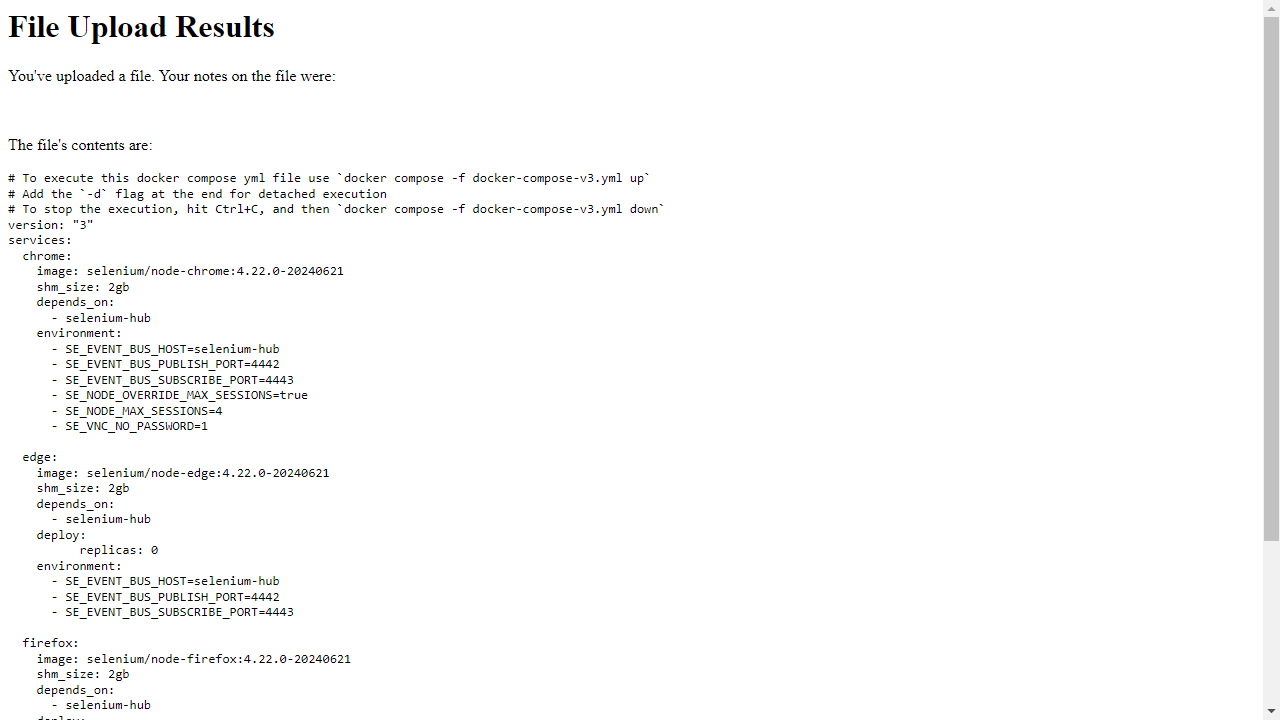 File Upload Results
You've uploaded a file. Your notes on the file were:
The file's contents are:
# To execute this docker compose yml file use `docker compose -f docker-compose-v3.yml up`
# Add the `-d` flag at the end for detached execution
# To stop the execution, hit Ctrl+C, and then `docker compose -f docker-compose-v3.yml down`
version: "3"
services:
  chrome:
    image: selenium/node-chrome:4.22.0-20240621
    shm_size: 2gb
    depends_on:
      - selenium-hub
    environment:
      - SE_EVENT_BUS_HOST=selenium-hub
      - SE_EVENT_BUS_PUBLISH_PORT=4442
      - SE_EVENT_BUS_SUBSCRIBE_PORT=4443
      - SE_NODE_OVERRIDE_MAX_SESSIONS=true
      - SE_NODE_MAX_SESSIONS=4
      - SE_VNC_NO_PASSWORD=1
  edge:
    image: selenium/node-edge:4.22.0-20240621
    shm_size: 2gb
    depends_on:
      - selenium-hub
    deploy:
          replicas: 0
    environment:
      - SE_EVENT_BUS_HOST=selenium-hub
      - SE_EVENT_BUS_PUBLISH_PORT=4442
      - SE_EVENT_BUS_SUBSCRIBE_PORT=4443
  firefox:
    image: selenium/node-firefox:4.22.0-20240621
    shm_size: 2gb
    depends_on:
      - selenium-hub
    deploy: